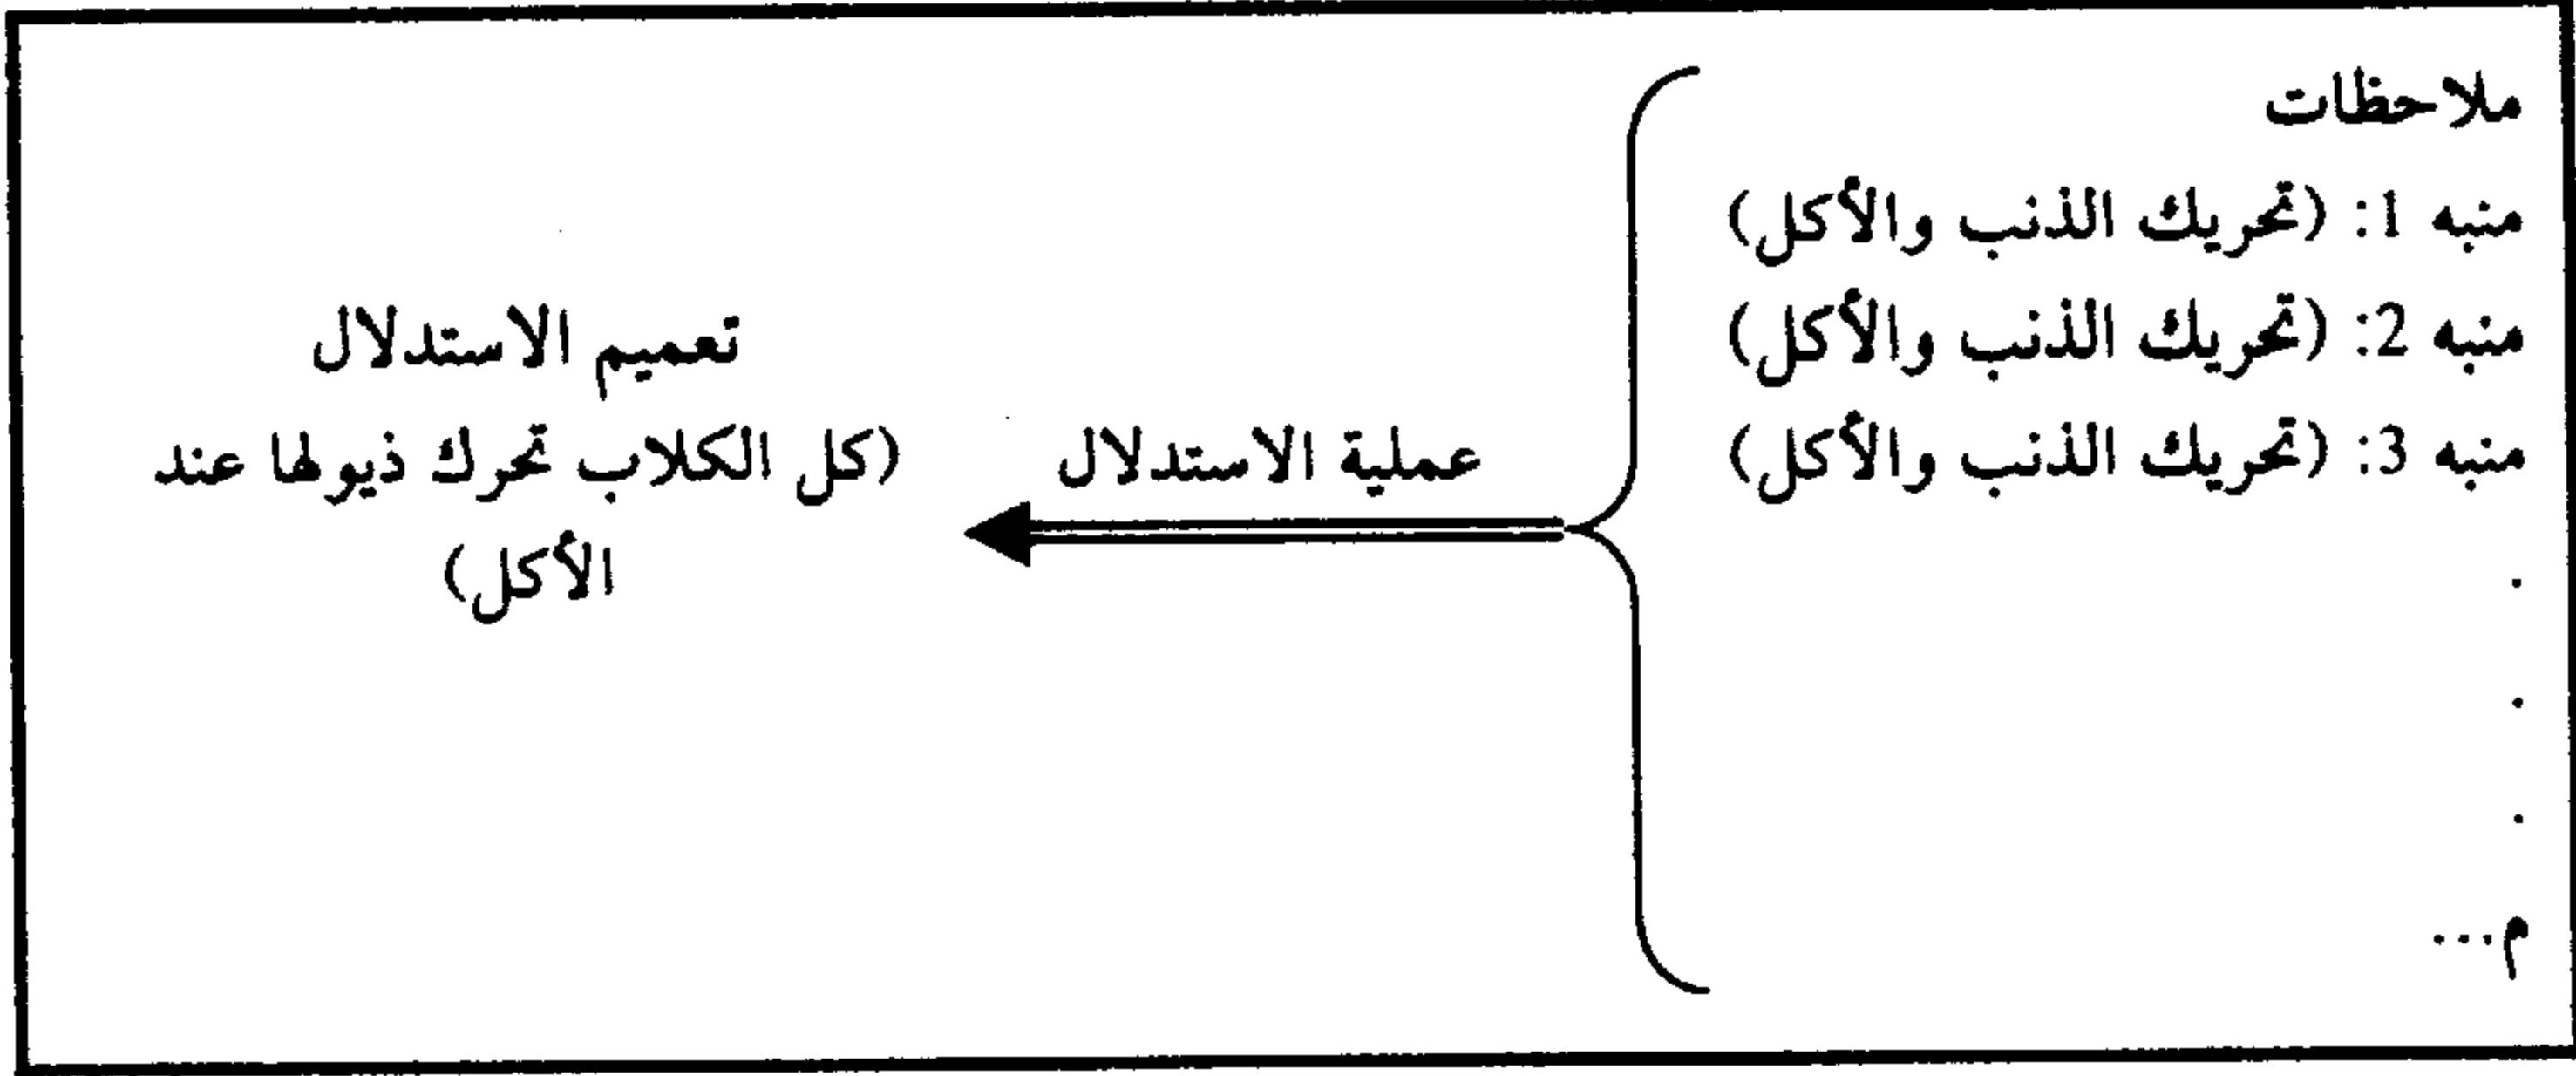 ملاحظات
منبه 1: (تحريك الذنب والأكل)
منبه 2: (تحريك الذنب والأكل)
منبه 3: (تحريك الذنب والأكل)
.
.
.
م...
عملية الاستدلال
تعميم الاستدلال
(كل الكلاب تحرك ذيولها عند
الأكل)